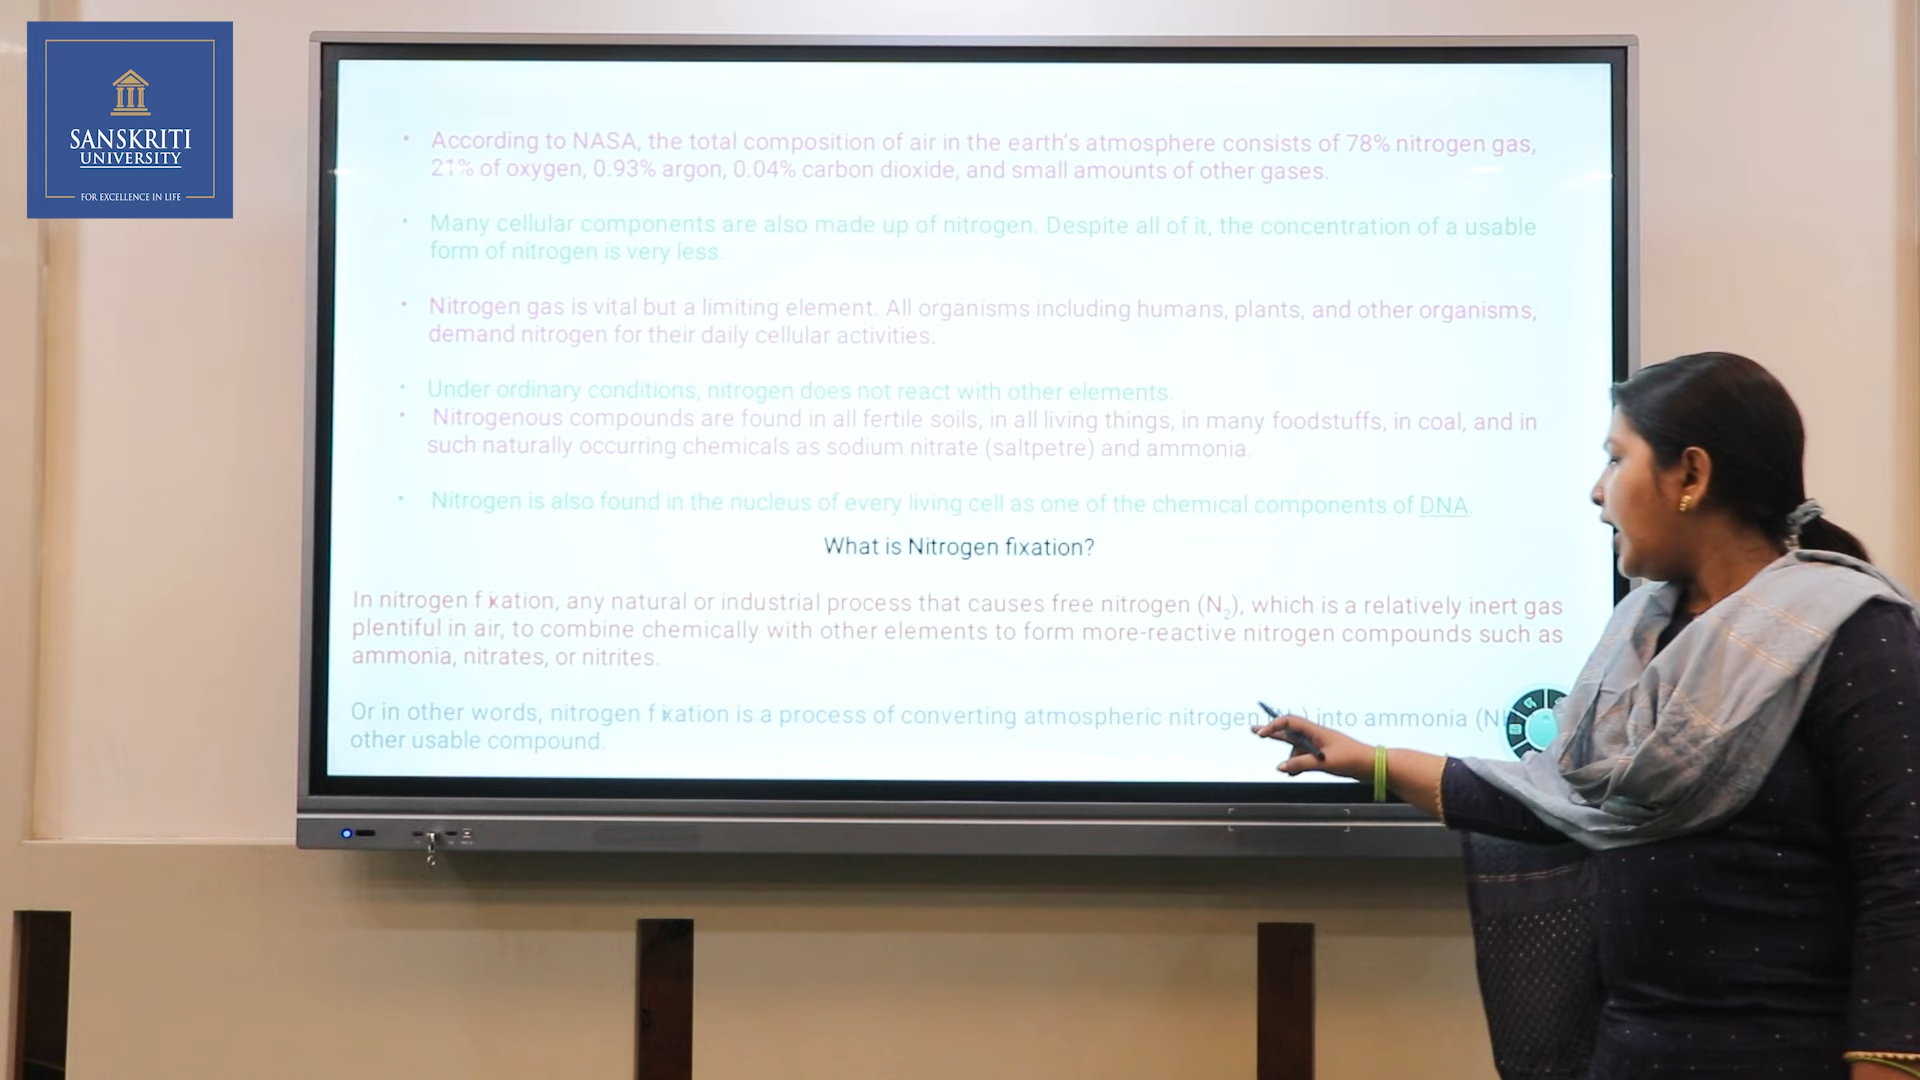 SANSKRITI
UNIVERSITY
FOR EXCELLENCE IN LIFE
• According to NASA, the total composition of air in the earth's atmosphere consists of 78% nitrogen gas,
21% of oxygen, 0.93% argon, 0.04% carbon dioxide, and small amounts of other gases.
• Many cellular components are also made up of nitrogen. Despite all of it, the concentration of a usable
form of nitrogen is very less.
• Nitrogen gas is vital but a limiting element. All organisms including humans, plants, and other organisms,
demand nitrogen for their daily cellular activities.
• Under ordinary conditions, nitrogen does not react with other elements.
• Nitrogenous compounds are found in all fertile soils, in all living things, in many foodstuffs, in coal, and in
such naturally occurring chemicals as sodium nitrate (saltpetre) and ammonia.
• Nitrogen is also found in the nucleus of every living cell as one of the chemical components of DNA.
What is Nitrogen fixation?
In nitrogen fixation, any natural or industrial process that causes free nitrogen (N₂), which is a relatively inert gas
plentiful in air, to combine chemically with other elements to form more-reactive nitrogen compounds such as
ammonia, nitrates, or nitrites.
Or in other words, nitrogen fixation is a process of converting atmospheric nitrogen into ammonia
other usable compound.